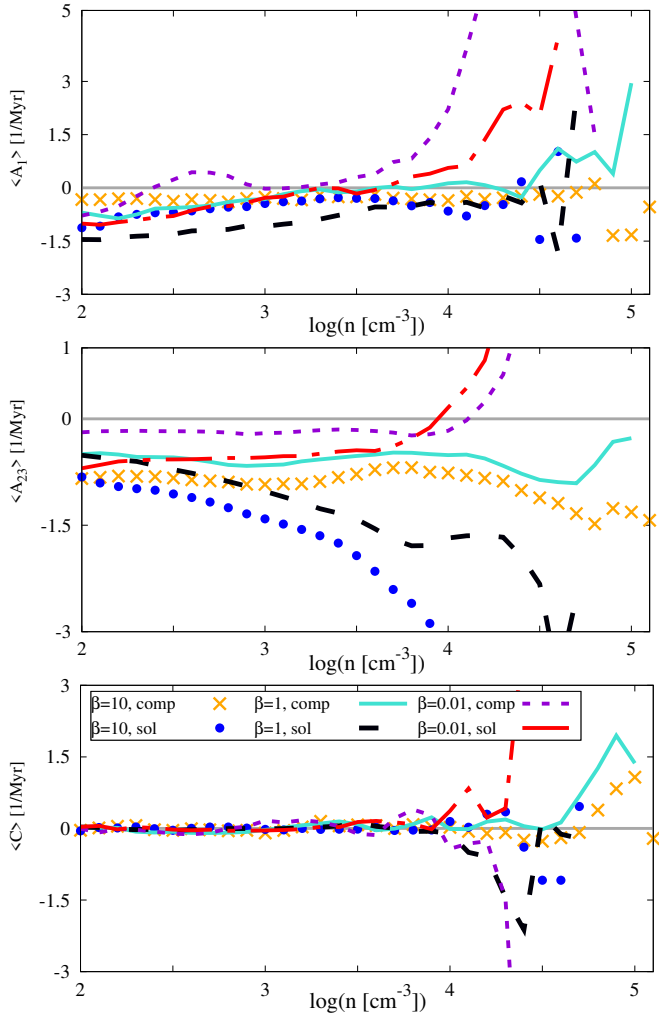 5
3
1.5
0
-1.5
-3
<A₁> [1/Myr]
2 3 4 5
log(n [cm⁻³])
1
0
-1.5
-3
<A₂₃> [1/Myr]
2 3 4 5
log(n [cm⁻³])
3
1.5
0
-1.5
-3
<C> [1/Myr]
β=10, comp β=1, comp β=0.01, comp
β=10, sol β=1, sol β=0.01, sol
2 3 4 5
log(n [cm⁻³])